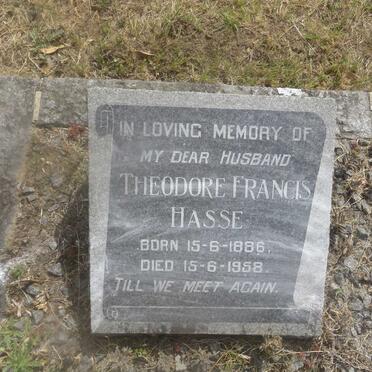 IN LOVING MEMORY OF
MY DEAR HUSBAND
THEODORE FRANCIS
HASSE
BORN 15-6-1886.
DIED 15-6-1958.
TILL WE MEET AGAIN.